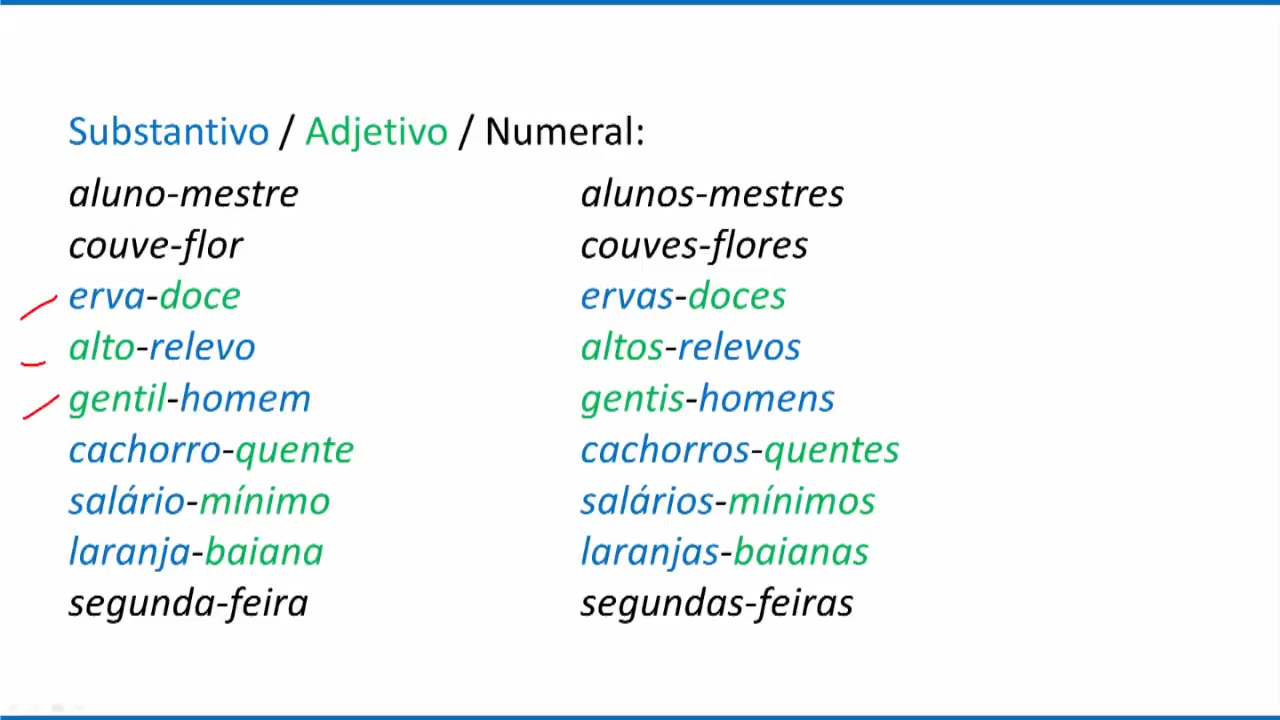 Substantivo / Adjetivo / Numeral:
aluno-mestre alunos-mestres
couve-flor couves-flores
erva-doce ervas-doces
alto-relevo altos-relevos
gentil-homem gentis-homens
cachorro-quente cachorros-quentes
salário-mínimo salários-mínimos
laranja-baiana laranjas-baianas
segunda-feira segundas-feiras